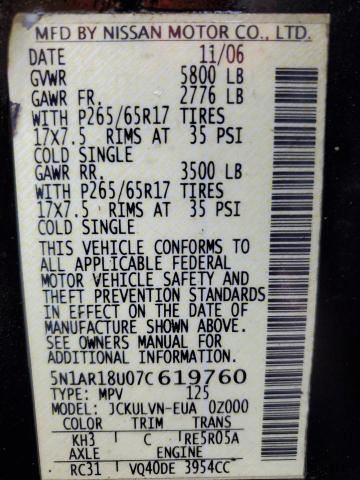 MFD BY NISSAN MOTOR CO., LTD.
DATE 11/06
GVWR 5800 LB
GAWR FR. 2776 LB
WITH P265/65R17 TIRES
17X7.5 RIMS AT 35 PSI
COLD SINGLE
GAWR RR. 3500 LB
WITH P265/65R17 TIRES
17X7.5 RIMS AT 35 PSI
COLD SINGLE
THIS VEHICLE CONFORMS TO
ALL APPLICABLE FEDERAL
MOTOR VEHICLE SAFETY AND
THEFT PREVENTION STANDARDS
IN EFFECT ON THE DATE OF
MANUFACTURE SHOWN ABOVE.
SEE OWNERS MANUAL FOR
ADDITIONAL INFORMATION.
5N1AR18U07C619760
TYPE: MPV 125
MODEL: JCKULVN-EUA 0Z000
COLOR TRIM TRANS
KH3 C RE5R05A
AXLE ENGINE
RC31 VQ40DE 3954CC